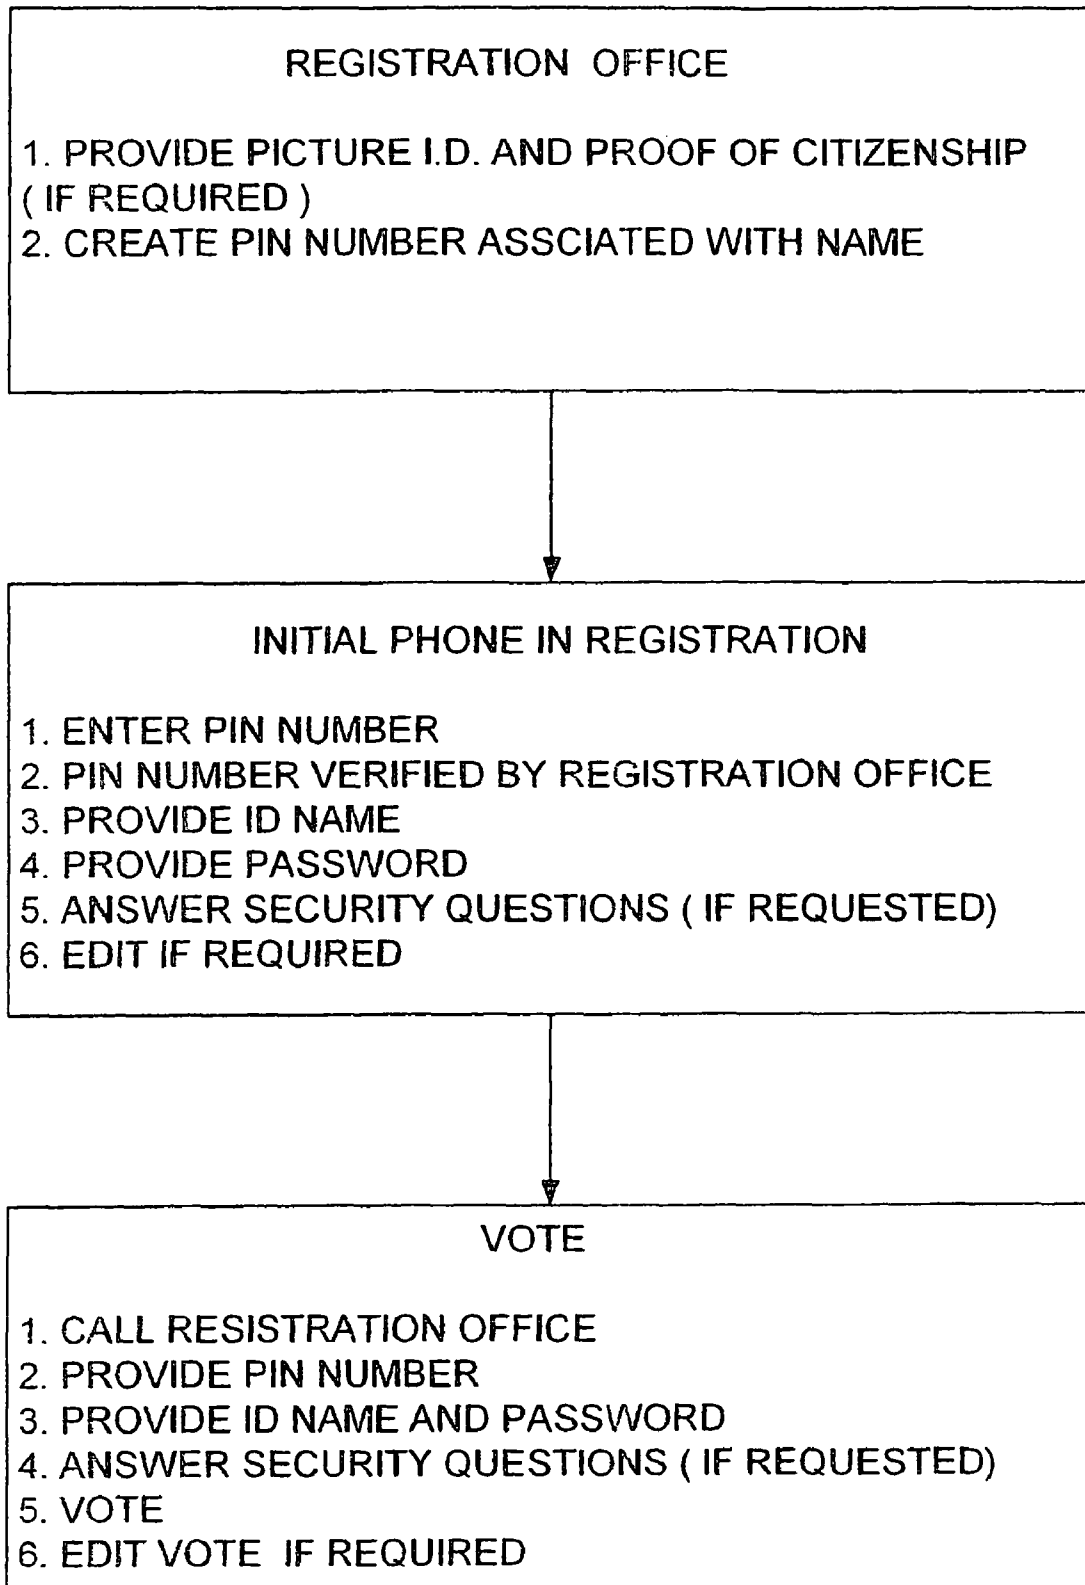 REGISTRATION OFFICE
1. PROVIDE PICTURE I.D. AND PROOF OF CITIZENSHIP
( IF REQUIRED )
2. CREATE PIN NUMBER ASSCIATED WITH NAME
INITIAL PHONE IN REGISTRATION
1. ENTER PIN NUMBER
2. PIN NUMBER VERIFIED BY REGISTRATION OFFICE
3. PROVIDE ID NAME
4. PROVIDE PASSWORD
5. ANSWER SECURITY QUESTIONS ( IF REQUESTED)
6. EDIT IF REQUIRED
VOTE
1. CALL RESISTRATION OFFICE
2. PROVIDE PIN NUMBER
3. PROVIDE ID NAME AND PASSWORD
4. ANSWER SECURITY QUESTIONS ( IF REQUESTED)
5. VOTE
6. EDIT VOTE IF REQUIRED